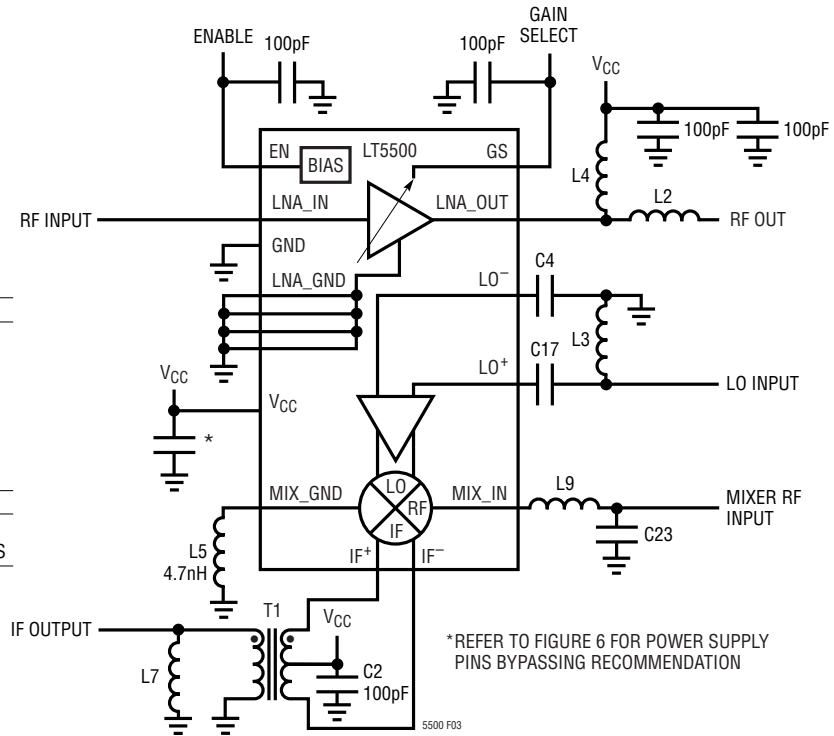 ENABLE
100pF
100pF
GAIN
SELECT
VCC
100pF
100pF
EN
BIAS
LT5500
GS
L4
LNA_IN
LNA_OUT
L2
RF INPUT
RF OUT
GND
LNA_GND
LO⁻
C4
L3
VCC
LO⁺
C17
LO INPUT
VCC
*
MIX_GND
LO
RF
IF
MIX_IN
L9
MIXER RF
INPUT
C23
S
L5
4.7nH
IF⁺
IF⁻
T1
VCC
IF OUTPUT
L7
C2
100pF
*REFER TO FIGURE 6 FOR POWER SUPPLY
PINS BYPASSING RECOMMENDATION
5500 F03